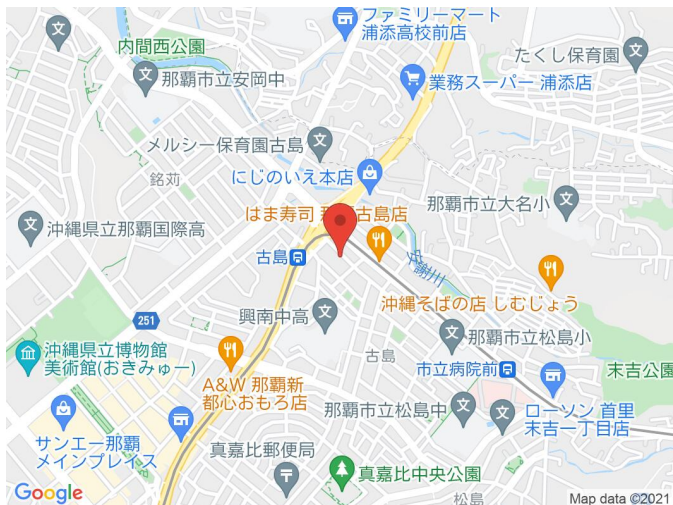 ファミリーマート
浦添高校前店
内間西公園
たくし保育園
那覇市立安岡中
業務スーパー 浦添店
メルシー保育園古島
銘苅
にじのいえ本店
那覇市立大名小
はま寿司 那
古島店
沖縄県立那覇国際高
古島
安謝川
沖縄そばの店 しむじょう
251
興南中高
那覇市立松島小
沖縄県立博物館
美術館(おきみゅー)
古島
市立病院前
末吉公園
A&W 那覇新
都心おもろ店
那覇市立松島中
ローソン 首里
末吉一丁目店
サンエー那覇
メインプレイス
真嘉比郵便局
真嘉比中央公園
松島
Google
Map data ©2021